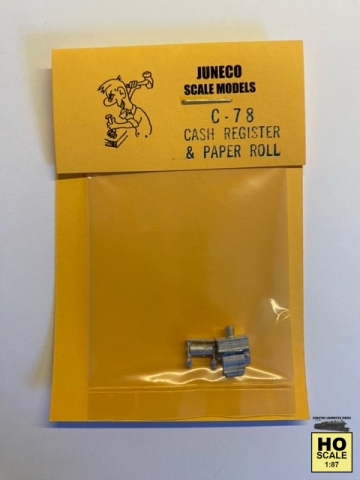 JUNECO
SCALE MODELS
C-78
CASH REGISTER
& PAPER ROLL
HO
SCALE
1:87